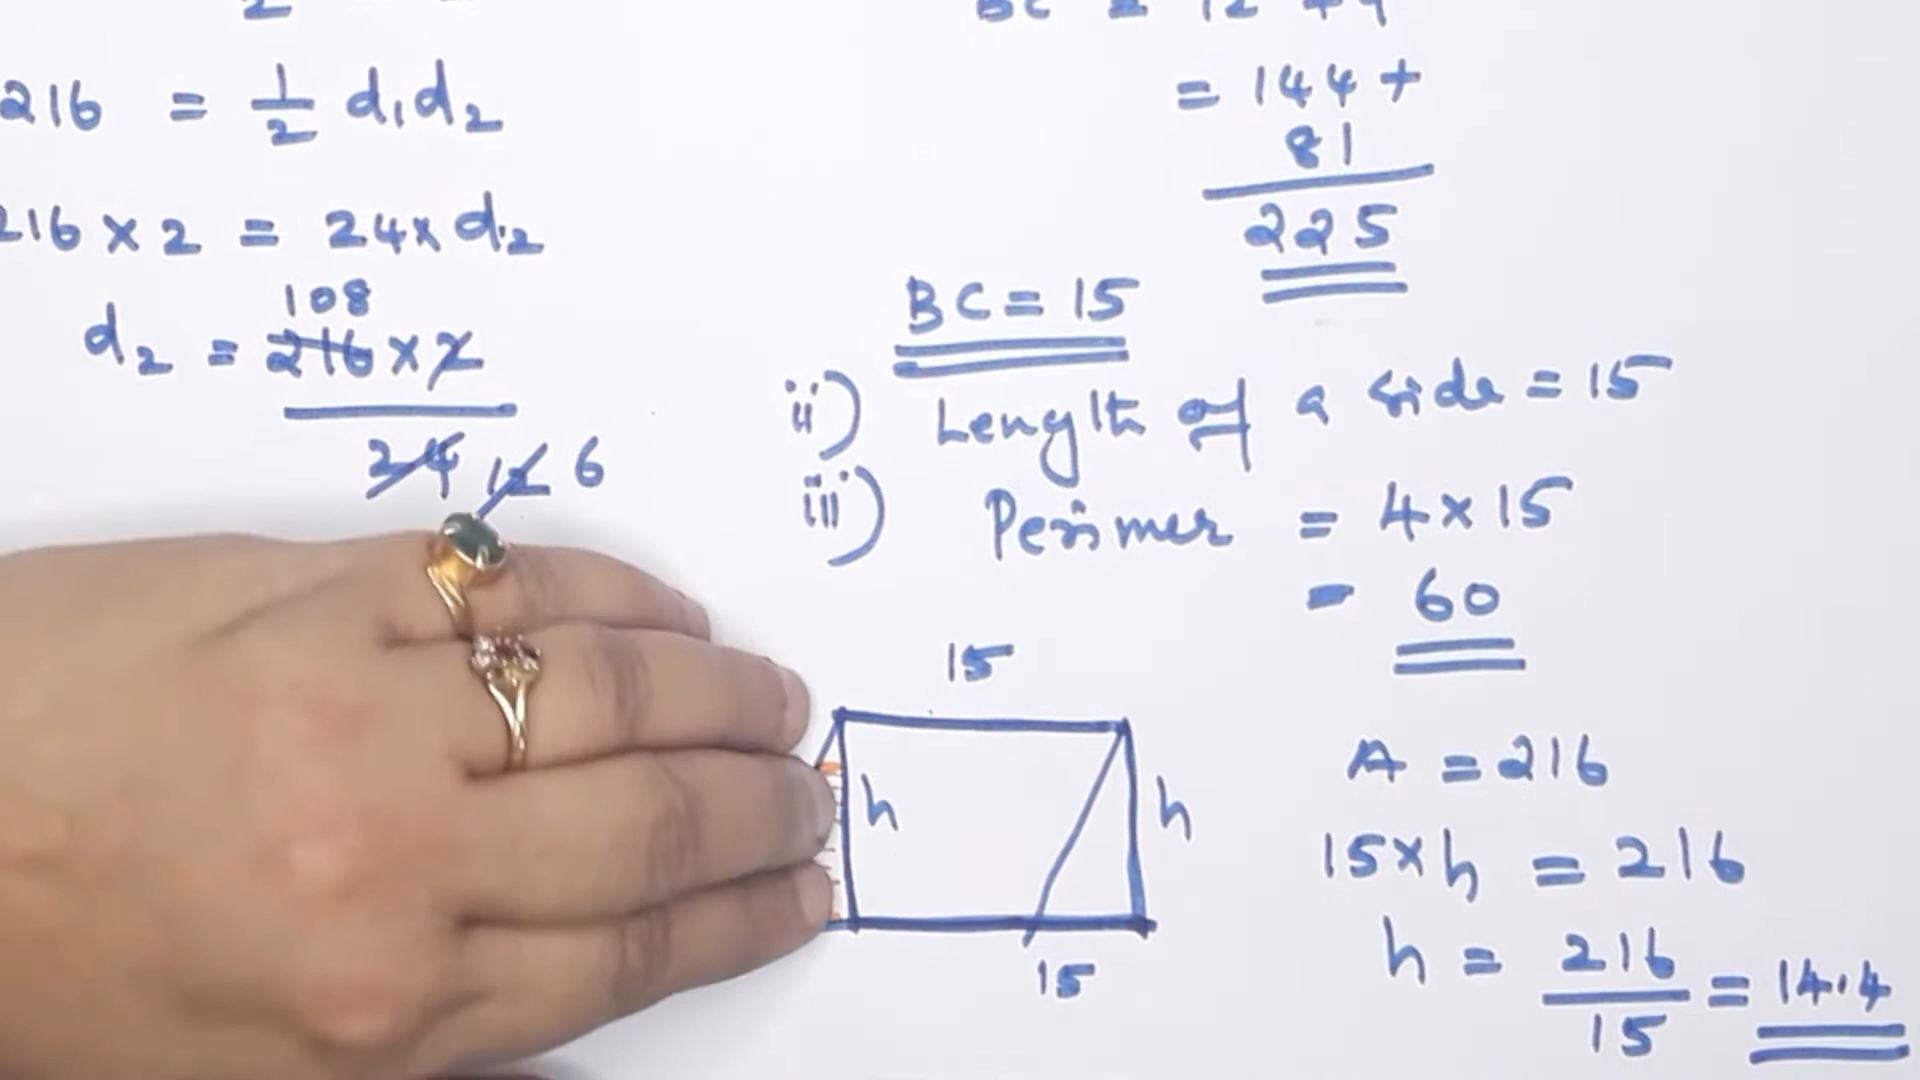 216 = 1/2 d₁d₂
216 × 2 = 24 × d₂
108
d₂ = 216 × 2
24 12 6
= 144 +
81
225
BC = 15
ii) Length of a side = 15
iii) Perimer = 4 × 15
= 60
15
h h
15
A = 216
15 × h = 216
h = 216/15 = 14.4